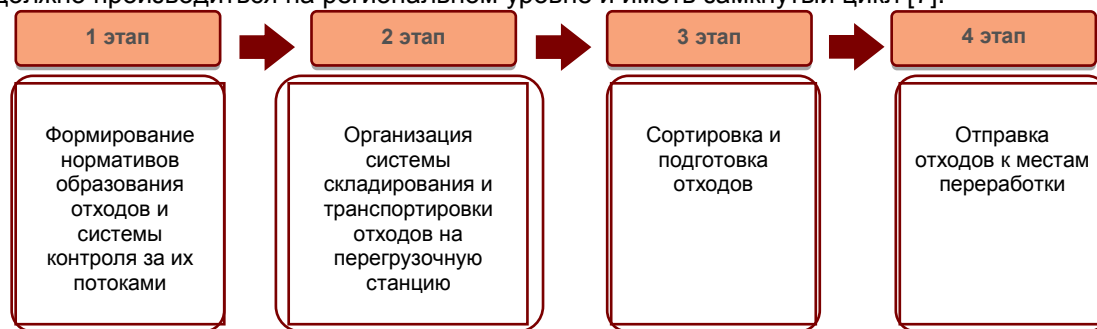 должно производиться на региональном уровне и иметь замкнутый цикл [7].
1 этап
2 этап
3 этап
4 этап
Формирование
нормативов
образования
отходов и
системы
контроля за их
потоками
Организация
системы
складирования и
транспортировки
отходов на
перегрузочную
станцию
Сортировка и
подготовка
отходов
Отправка
отходов к местам
переработки